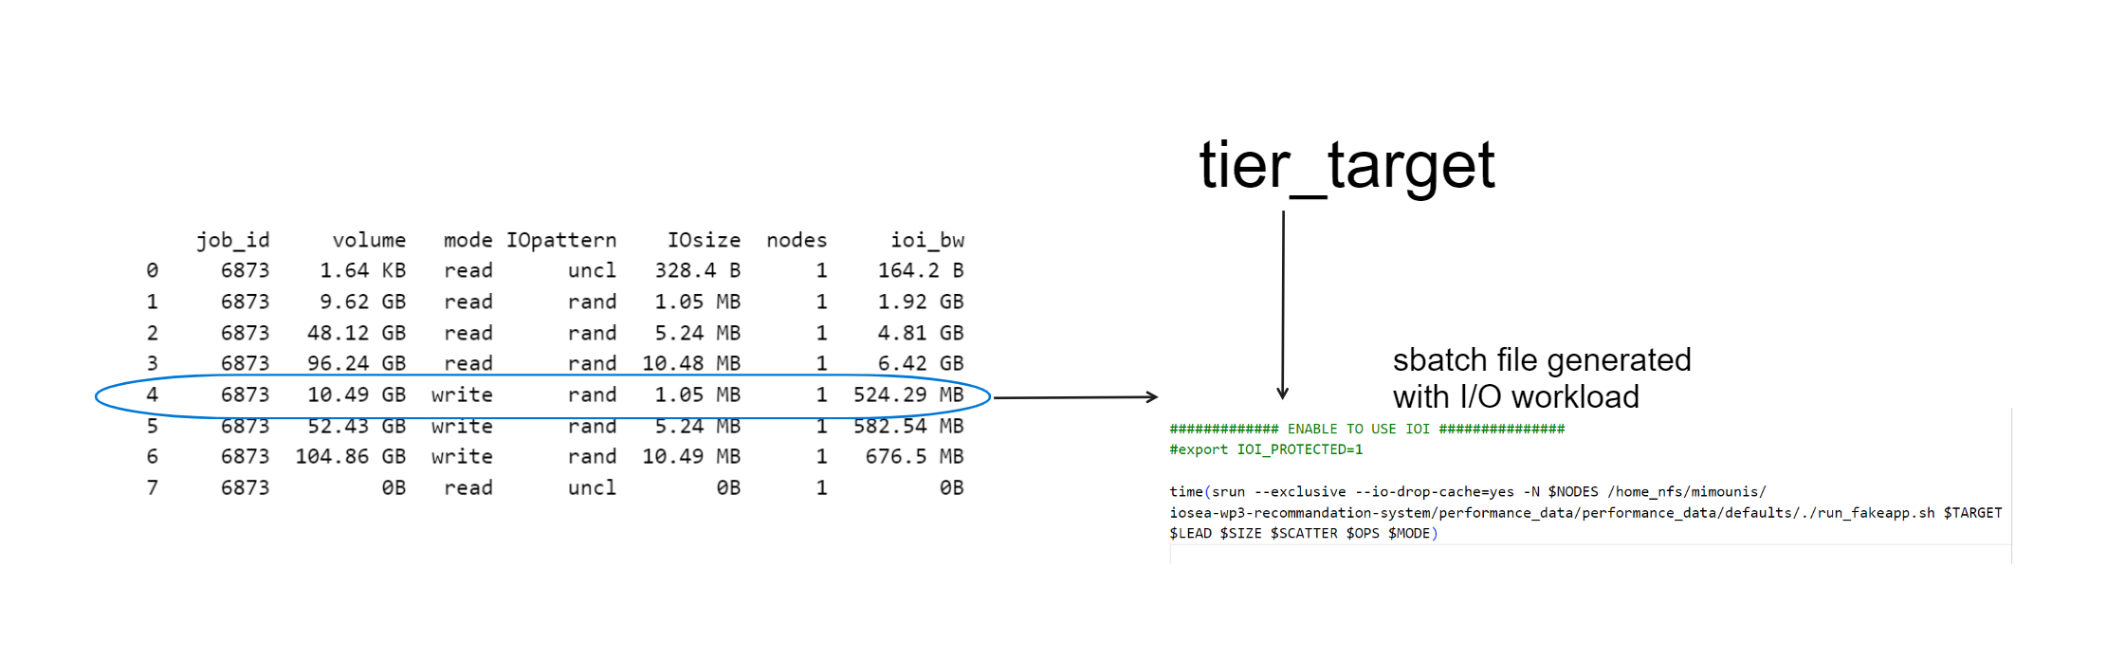 tier_target
job_id volume mode IOpattern IOsize nodes ioi_bw
0 6873 1.64 KB read uncl 328.4 B 1 164.2 B
1 6873 9.62 GB read rand 1.05 MB 1 1.92 GB
2 6873 48.12 GB read rand 5.24 MB 1 4.81 GB
3 6873 96.24 GB read rand 10.48 MB 1 6.42 GB
4 6873 10.49 GB write rand 1.05 MB 1 524.29 MB
5 6873 52.43 GB write rand 5.24 MB 1 582.54 MB
6 6873 104.86 GB write rand 10.49 MB 1 676.5 MB
7 6873 0B read uncl 0B 1 0B
sbatch file generated
with I/O workload
############# ENABLE TO USE IOI ###############
#export IOI_PROTECTED=1
time(srun --exclusive --io-drop-cache=yes -N $NODES /home_nfs/mimounis/
iosea-wp3-recommandation-system/performance_data/performance_data/defaults/./run_fakeapp.sh $TARGET
$LEAD $SIZE $SCATTER $OPS $MODE)